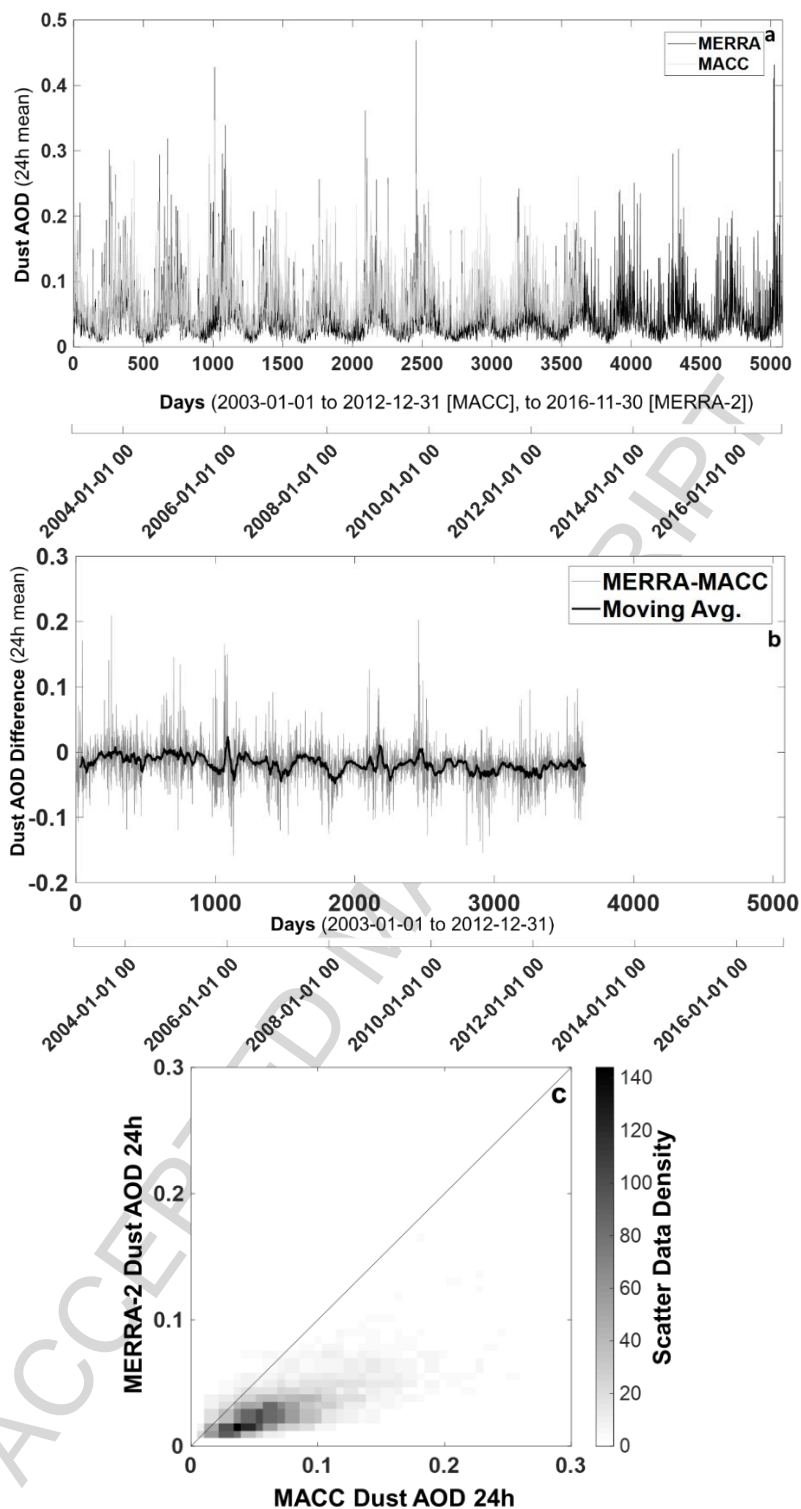 0.5
0.4
0.3
0.2
0.1
0
Dust AOD (24h mean)
MERRA
MACC
a
0 500 1000 1500 2000 2500 3000 3500 4000 4500 5000
Days (2003-01-01 to 2012-12-31 [MACC], to 2016-11-30 [MERRA-2])
2004-01-01 00 2006-01-01 00 2008-01-01 00 2010-01-01 00 2012-01-01 00 2014-01-01 00 2016-01-01 00
0.3
0.2
0.1
0
-0.1
-0.2
Dust AOD Difference (24h mean)
MERRA-MACC
Moving Avg.
b
0 1000 2000 3000 4000 5000
Days (2003-01-01 to 2012-12-31)
2004-01-01 00 2006-01-01 00 2008-01-01 00 2010-01-01 00 2012-01-01 00 2014-01-01 00 2016-01-01 00
0.3
0.2
0.1
0
MERRA-2 Dust AOD 24h
c
0 0.1 0.2 0.3
MACC Dust AOD 24h
140
120
100
80
60
40
20
0
Scatter Data Density
ACCEPTED MANUSCRIPT